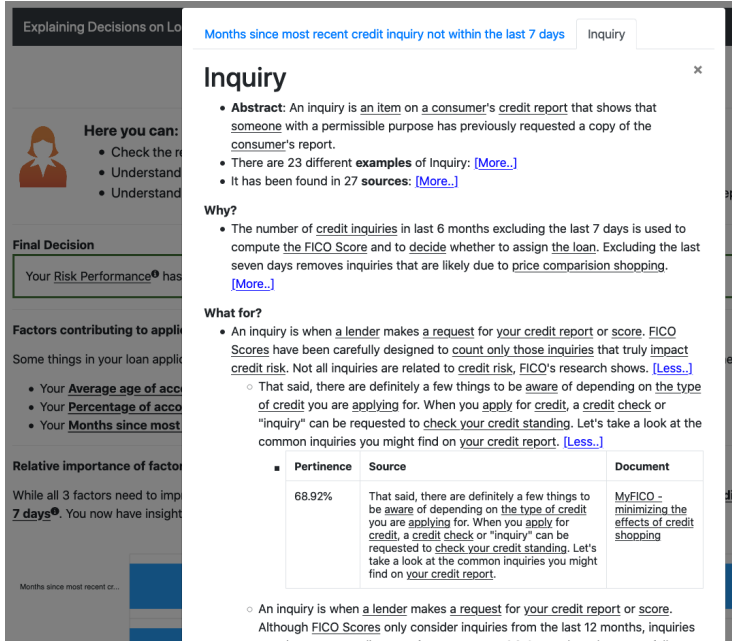 Explaining Decisions on Lo
Months since most recent credit inquiry not within the last 7 days
Inquiry
×
Inquiry
Here you can:
• Check the re
• Understand
• Understand
Final Decision
Your Risk Performance has
Factors contributing to applic
Some things in your loan applic
• Your Average age of acco
• Your Percentage of acco
• Your Months since most
Relative importance of factor
While all 3 factors need to imp
7 days. You now have insight
Months since most recent cr...
• Abstract: An inquiry is an item on a consumer's credit report that shows that
someone with a permissible purpose has previously requested a copy of the
consumer's report.
• There are 23 different examples of Inquiry: [More..]
• It has been found in 27 sources: [More..]
Why?
• The number of credit inquiries in last 6 months excluding the last 7 days is used to
compute the FICO Score and to decide whether to assign the loan. Excluding the last
seven days removes inquiries that are likely due to price comparision shopping.
[More..]
What for?
• An inquiry is when a lender makes a request for your credit report or score. FICO
Scores have been carefully designed to count only those inquiries that truly impact
credit risk. Not all inquiries are related to credit risk, FICO's research shows. [Less..]
○ That said, there are definitely a few things to be aware of depending on the type
of credit you are applying for. When you apply for credit, a credit check or
"inquiry" can be requested to check your credit standing. Let's take a look at the
common inquiries you might find on your credit report. [Less..]
▪ Pertinence Source Document
68.92%
That said, there are definitely a few things to
be aware of depending on the type of credit
you are applying for. When you apply for
credit, a credit check or "inquiry" can be
requested to check your credit standing. Let's
take a look at the common inquiries you might
find on your credit report.
MyFICO -
minimizing the
effects of credit
shopping
○ An inquiry is when a lender makes a request for your credit report or score.
Although FICO Scores only consider inquiries from the last 12 months, inquiries